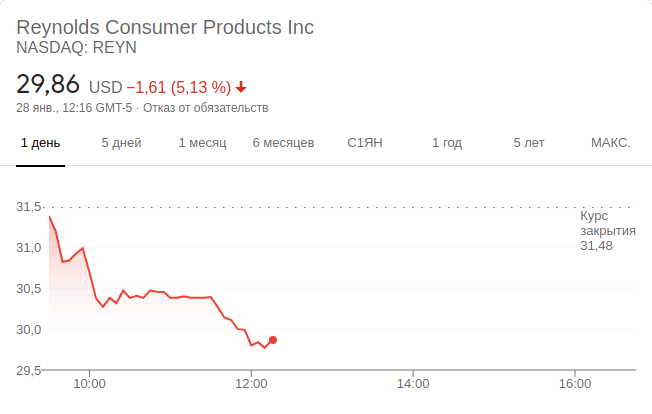 Reynolds Consumer Products Inc
NASDAQ: REYN
29,86 USD −1,61 (5,13 %)
28 янв., 12:16 GMT-5 · Отказ от обязательств
1 день 5 дней 1 месяц 6 месяцев С1ЯН 1 год 5 лет МАКС.
31,5
Курс
закрытия
31,48
31,0
30,5
30,0
29,5
10:00 12:00 14:00 16:00